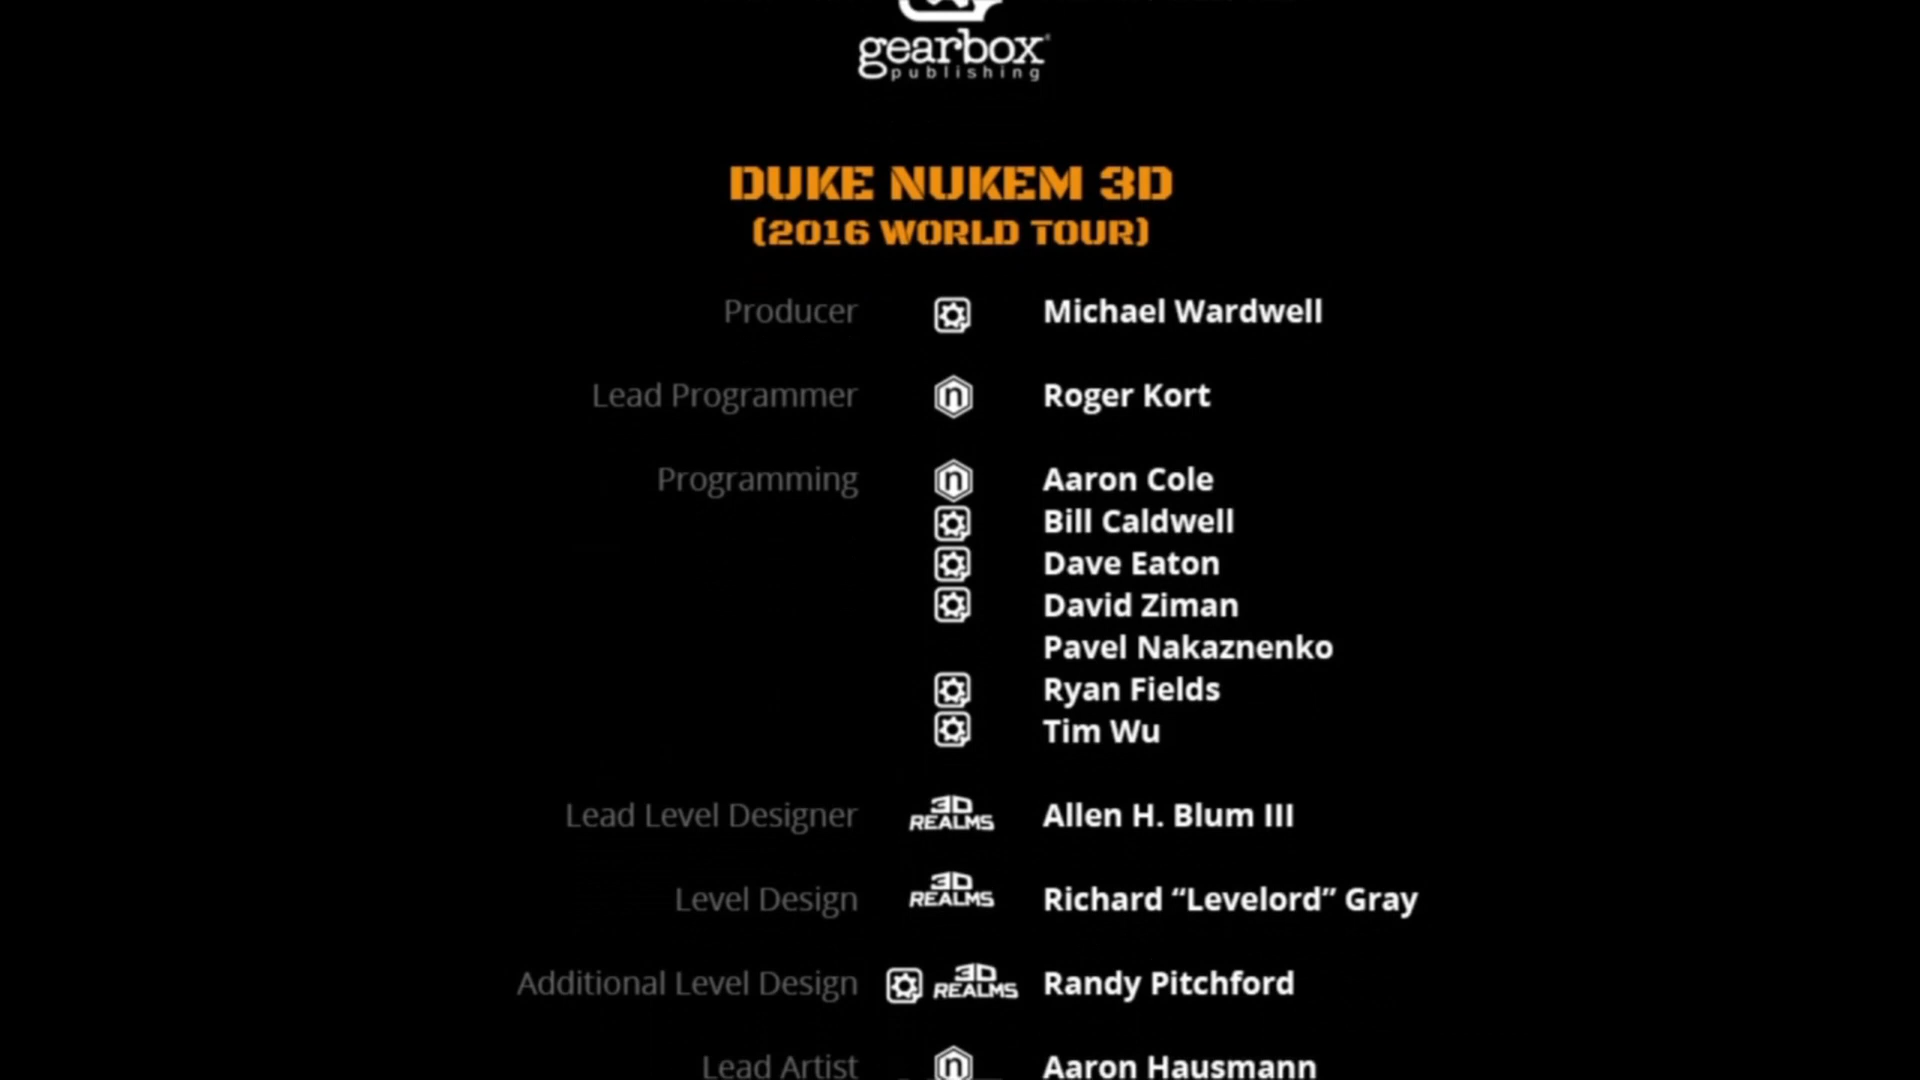 gearbox
publishing
DUKE NUKEM 3D
(2016 WORLD TOUR)
Producer Michael Wardwell
Lead Programmer n Roger Kort
Programming n Aaron Cole
Bill Caldwell
Dave Eaton
David Ziman
Pavel Nakaznenko
Ryan Fields
Tim Wu
Lead Level Designer 3D REALMS Allen H. Blum III
Level Design 3D REALMS Richard “Levelord” Gray
Additional Level Design 3D REALMS Randy Pitchford
Lead Artist n Aaron Hausmann